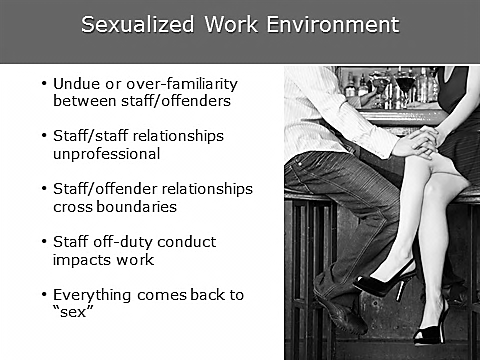 Sexualized Work Environment
• Undue or over-familiarity
between staff/offenders
• Staff/staff relationships
unprofessional
• Staff/offender relationships
cross boundaries
• Staff off-duty conduct
impacts work
• Everything comes back to
“sex”